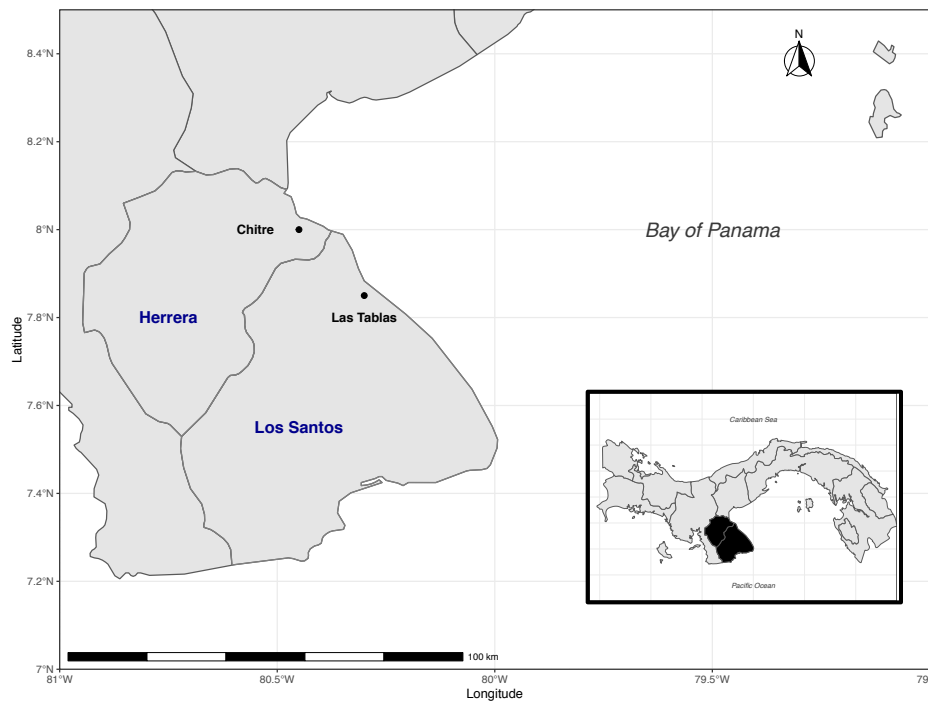 8.4°N
N
8.2°N
8°N
Chitre
Bay of Panama
7.8°N
Herrera
Las Tablas
Latitude
7.6°N
Los Santos
Caribbean Sea
7.4°N
7.2°N
Pacific Ocean
100 km
7°N
81°W
80.5°W
80°W
79.5°W
79
Longitude